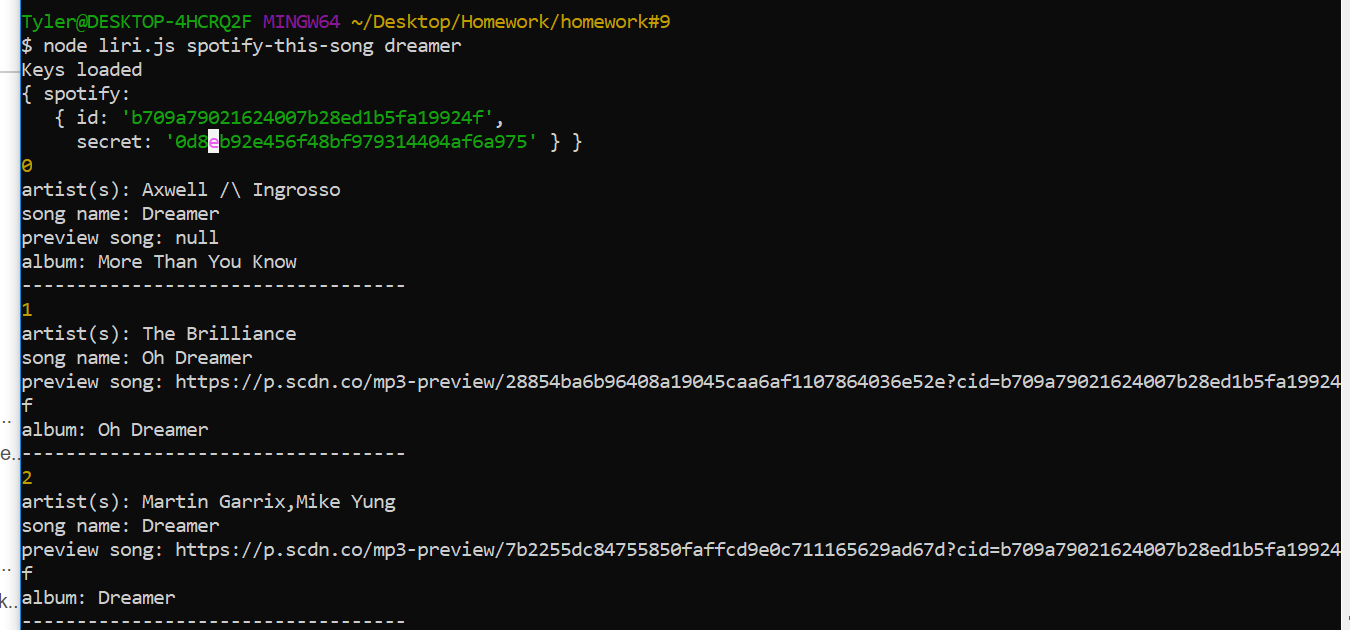 Tyler@DESKTOP-4HCRQ2F MINGW64 ~/Desktop/Homework/homework#9
$ node liri.js spotify-this-song dreamer
Keys loaded
{ spotify:
   { id: 'b709a79021624007b28ed1b5fa19924f',
     secret: '0d8eb92e456f48bf979314404af6a975' } }
0
artist(s): Axwell /\ Ingrosso
song name: Dreamer
preview song: null
album: More Than You Know
-----------------------------------
1
artist(s): The Brilliance
song name: Oh Dreamer
preview song: https://p.scdn.co/mp3-preview/28854ba6b96408a19045caa6af1107864036e52e?cid=b709a79021624007b28ed1b5fa19924
f
..
album: Oh Dreamer
e..
-----------------------------------
2
artist(s): Martin Garrix,Mike Yung
song name: Dreamer
preview song: https://p.scdn.co/mp3-preview/7b2255dc84755850faffcd9e0c711165629ad67d?cid=b709a79021624007b28ed1b5fa19924
f
..
album: Dreamer
k..
-----------------------------------